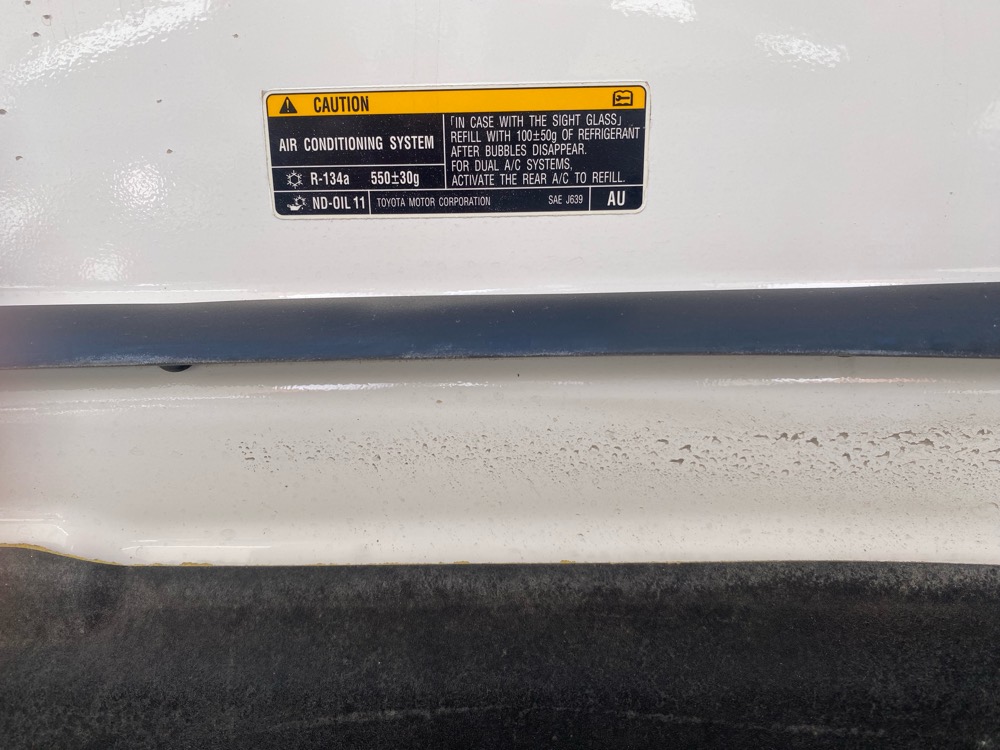 CAUTION
AIR CONDITIONING SYSTEM
R-134a 550±30g
ND-OIL 11
「IN CASE WITH THE SIGHT GLASS」
REFILL WITH 100±50g OF REFRIGERANT
AFTER BUBBLES DISAPPEAR.
FOR DUAL A/C SYSTEMS,
ACTIVATE THE REAR A/C TO REFILL.
TOYOTA MOTOR CORPORATION SAE J639 AU